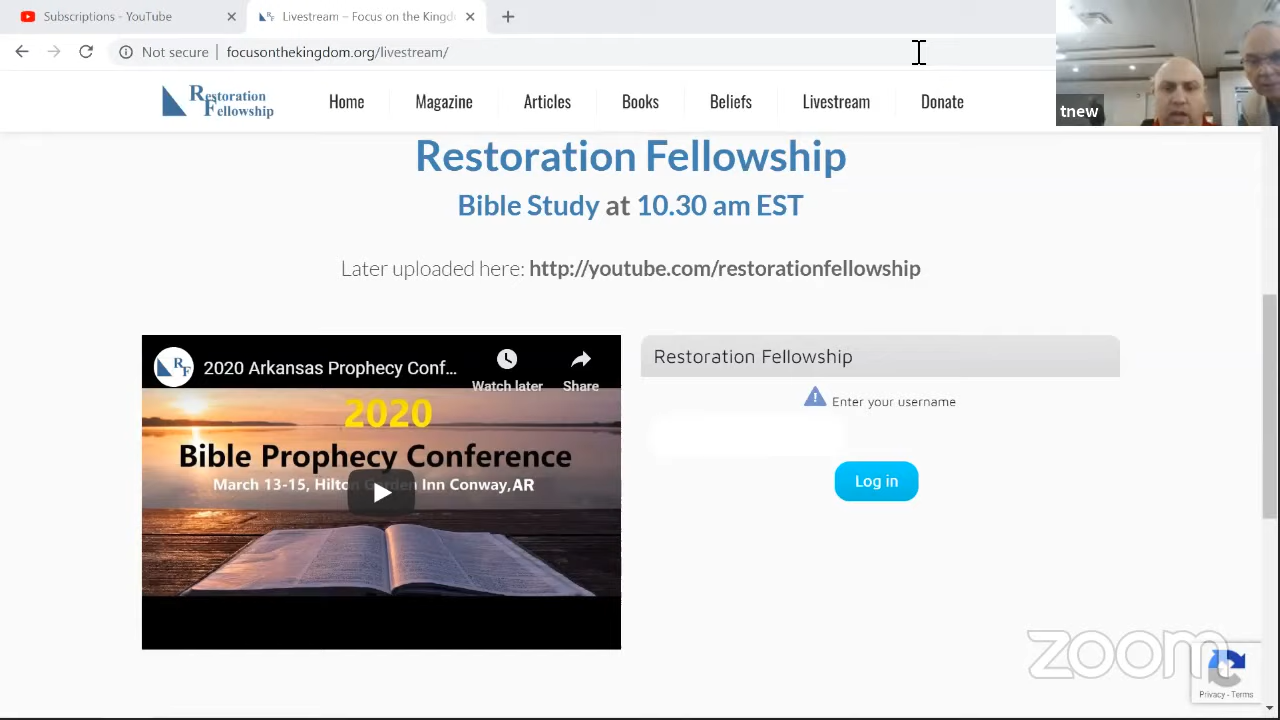 Subscriptions - YouTube
Livestream – Focus on the Kingd
Not secure | focusonthekingdom.org/livestream/
tnew
Restoration
Fellowship
Home Magazine Articles Books Beliefs Livestream Donate
Restoration Fellowship
Bible Study at 10.30 am EST
Later uploaded here: http://youtube.com/restorationfellowship
RF
2020 Arkansas Prophecy Conf...
Watch later
Share
2020
Bible Prophecy Conference
March 13-15, Hilton Garden Inn Conway,AR
Restoration Fellowship
Enter your username
Log in
zoom
Privacy - Terms